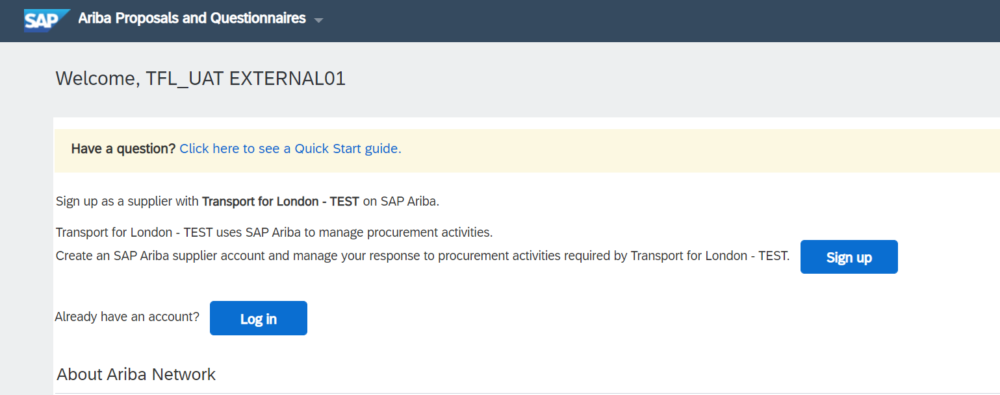 SAP Ariba Proposals and Questionnaires
Welcome, TFL_UAT EXTERNAL01
Have a question? Click here to see a Quick Start guide.
Sign up as a supplier with Transport for London - TEST on SAP Ariba.
Transport for London - TEST uses SAP Ariba to manage procurement activities.
Create an SAP Ariba supplier account and manage your response to procurement activities required by Transport for London - TEST. Sign up
Already have an account? Log in
About Ariba Network